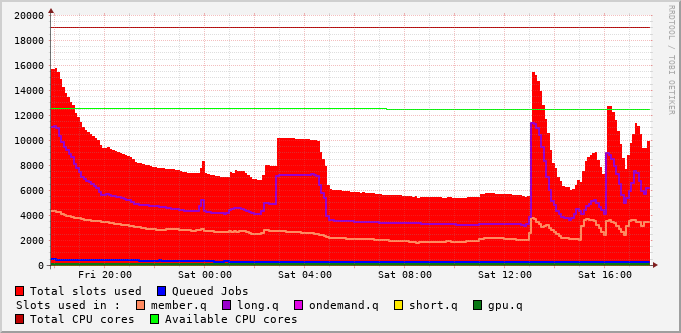 RRDTOOL / TOBI OETIKER
20000
18000
16000
14000
12000
10000
8000
6000
4000
2000
0
Fri 20:00 Sat 00:00 Sat 04:00 Sat 08:00 Sat 12:00 Sat 16:00
Total slots used Queued Jobs
Slots used in : member.q long.q ondemand.q short.q gpu.q
Total CPU cores Available CPU cores